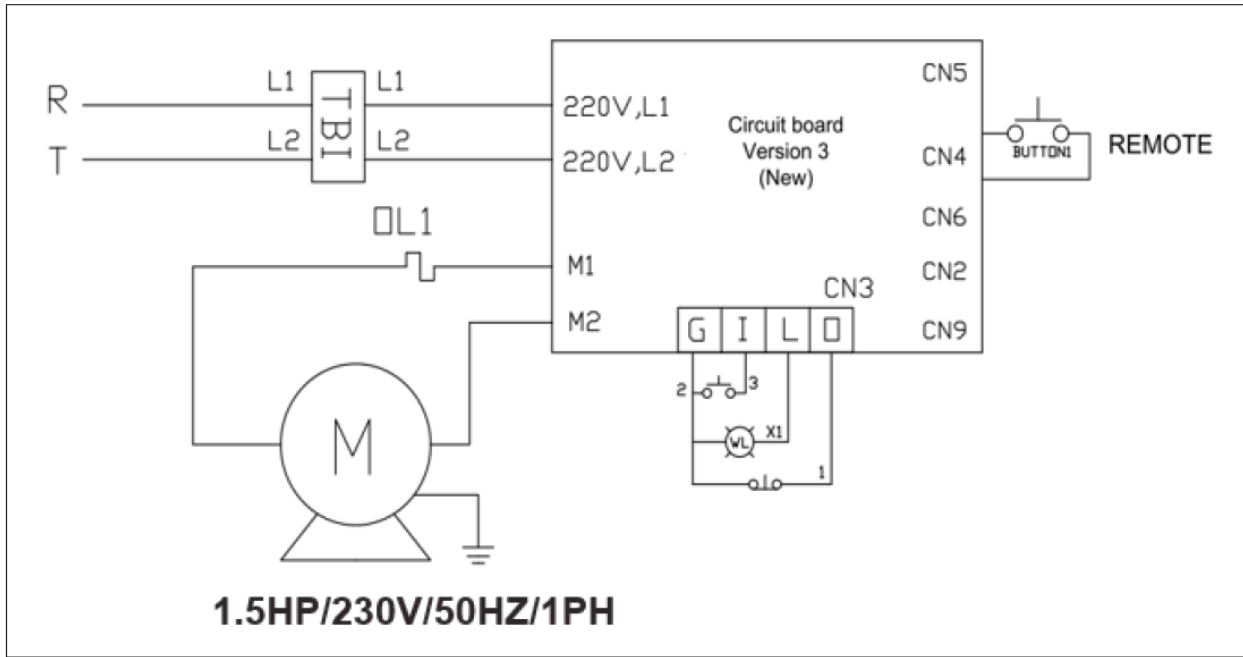 R
T
L1
L2
TB1
L1
L2
220V,L1
220V,L2
Circuit board
Version 3
(New)
CN5
CN4
CN6
CN2
CN9
BUTTON1
REMOTE
OL1
M1
M2
CN3
G I L O
2
3
WL
X1
1
M
1.5HP/230V/50HZ/1PH